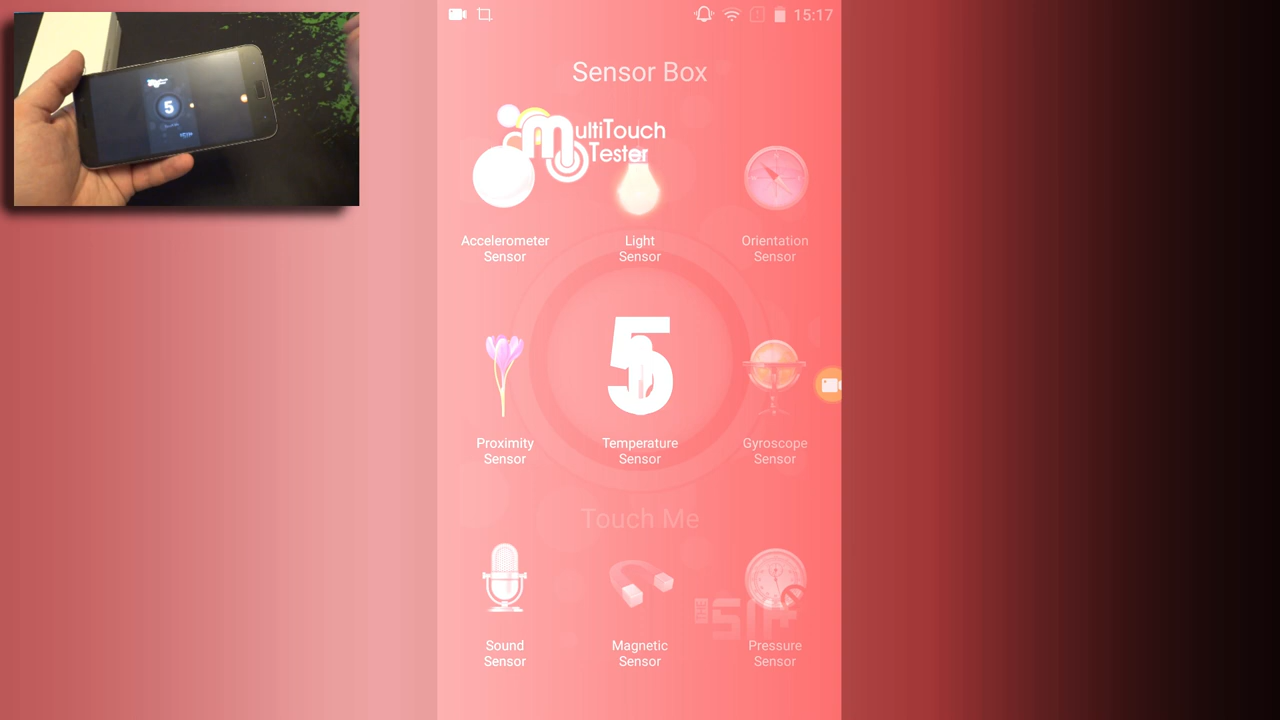 15:17
Sensor Box
MultiTouch
Tester
Accelerometer
Sensor
Light
Sensor
Orientation
Sensor
5
Proximity
Sensor
Temperature
Sensor
Gyroscope
Sensor
Touch Me
Sound
Sensor
Magnetic
Sensor
Pressure
Sensor
5